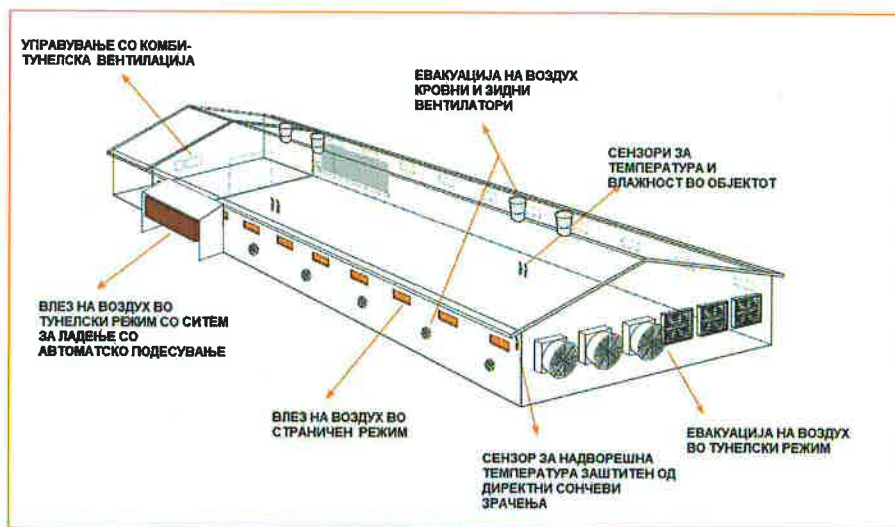 УПРАВУВАЊЕ СО КОМБИ-
ТУНЕЛСКА ВЕНТИЛАЦИЈА
ЕВАКУАЦИЈА НА ВОЗДУХ
КРОВНИ И ЗИДНИ
ВЕНТИЛАТОРИ
СЕНЗОРИ ЗА
ТЕМПЕРАТУРА И
ВЛАЖНОСТ ВО ОБЈЕКТОТ
ВЛЕЗ НА ВОЗДУХ ВО
ТУНЕЛСКИ РЕЖИМ СО СИТЕМ
ЗА ЛАДЕЊЕ СО
АВТОМАТСКО ПОДЕСУВАЊЕ
ВЛЕЗ НА ВОЗДУХ ВО
СТРАНИЧЕН РЕЖИМ
СЕНЗОР ЗА НАДВОРЕШНА
ТЕМПЕРАТУРА ЗАШТИТЕН ОД
ДИРЕКТНИ СОНЧЕВИ
ЗРАЧЕЊА
ЕВАКУАЦИЈА НА ВОЗДУХ
ВО ТУНЕЛСКИ РЕЖИМ